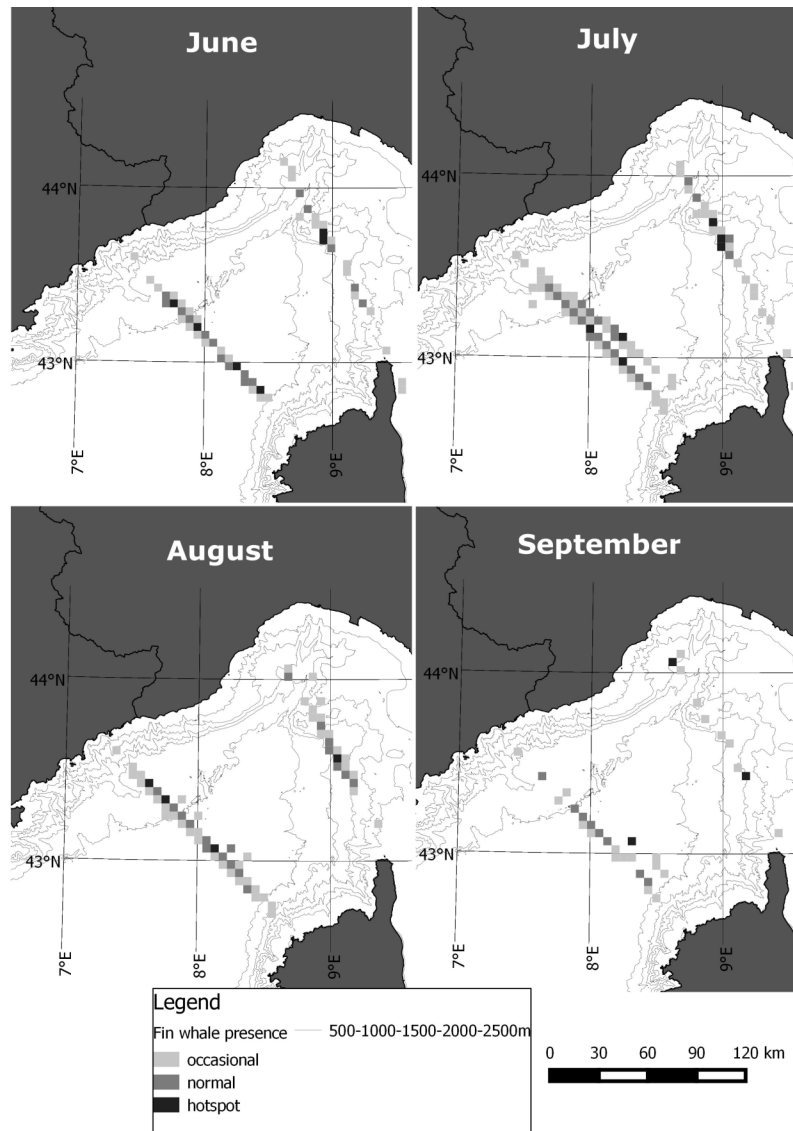 June
July
44°N
43°N
7°E
8°E
9°E
44°N
43°N
7°E
8°E
9°E
August
September
44°N
43°N
7°E
8°E
9°E
44°N
43°N
7°E
8°E
9°E
Legend
Fin whale presence
500-1000-1500-2000-2500m
occasional
normal
hotspot
0 30 60 90 120 km